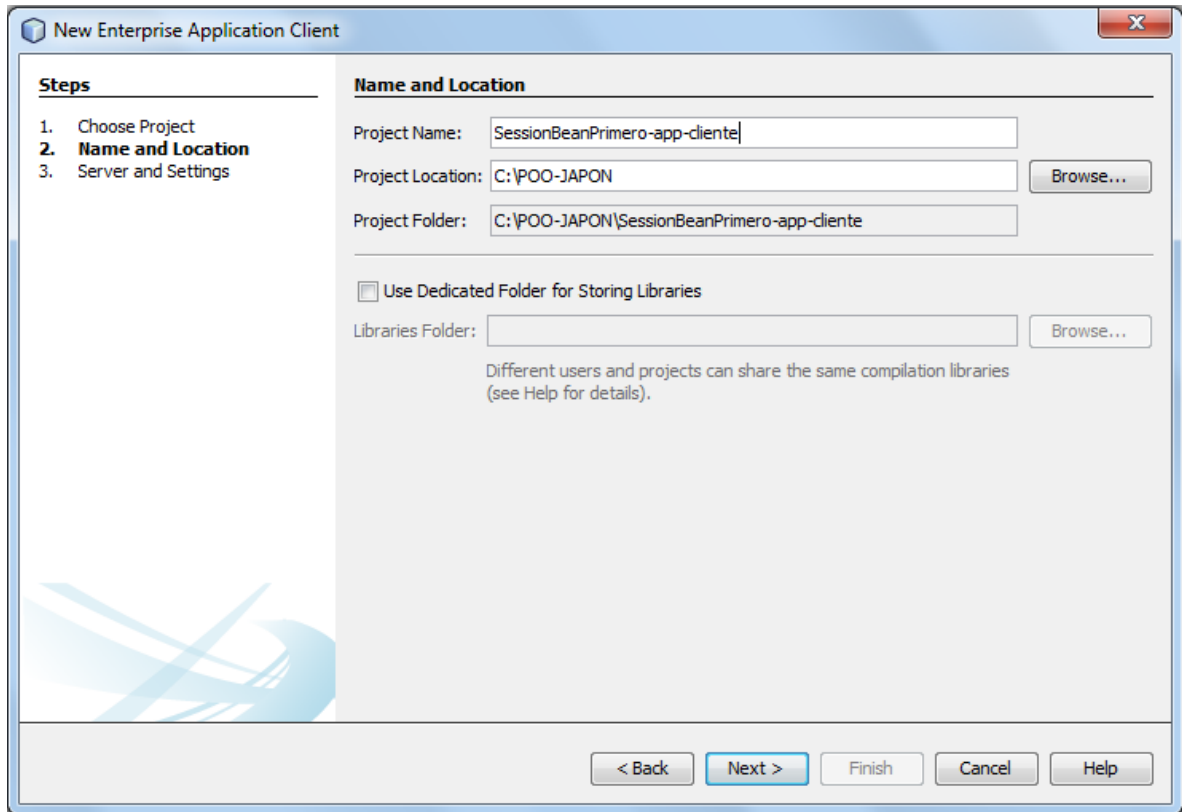 New Enterprise Application Client
Steps
1. Choose Project
2. Name and Location
3. Server and Settings
Name and Location
Project Name: SessionBeanPrimero-app-cliente
Project Location: C:\POO-JAPON Browse...
Project Folder: C:\POO-JAPON\SessionBeanPrimero-app-cliente
Use Dedicated Folder for Storing Libraries
Libraries Folder: Browse...
Different users and projects can share the same compilation libraries
(see Help for details).
< Back Next > Finish Cancel Help